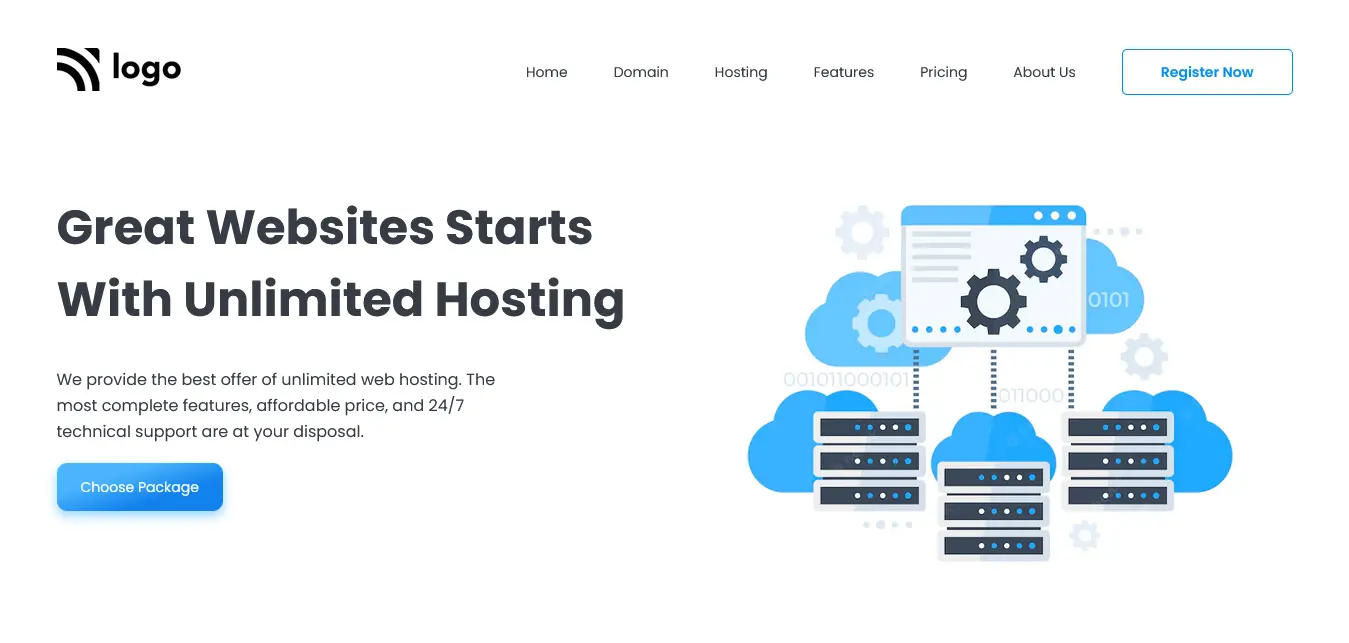 logo
Home
Domain
Hosting
Features
Pricing
About Us
Register Now
Great Websites Starts
With Unlimited Hosting
We provide the best offer of unlimited web hosting. The
most complete features, affordable price, and 24/7
technical support are at your disposal.
Choose Package
0101
001011000101
011000